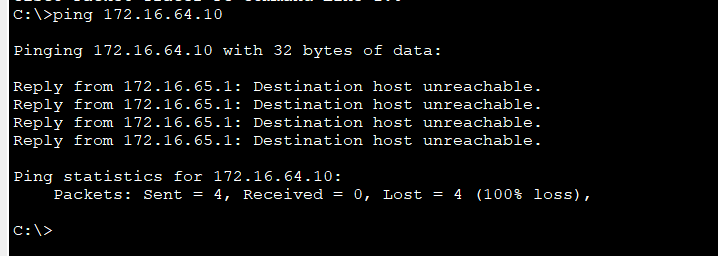 C:\>ping 172.16.64.10
Pinging 172.16.64.10 with 32 bytes of data:
Reply from 172.16.65.1: Destination host unreachable.
Reply from 172.16.65.1: Destination host unreachable.
Reply from 172.16.65.1: Destination host unreachable.
Reply from 172.16.65.1: Destination host unreachable.
Ping statistics for 172.16.64.10:
Packets: Sent = 4, Received = 0, Lost = 4 (100% loss),
C:\>